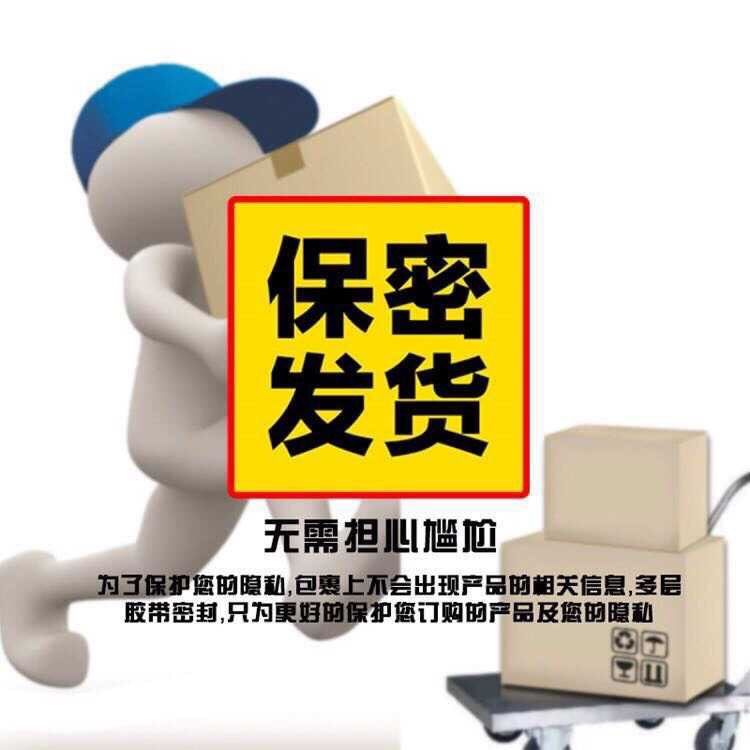 保密
发货
无需担心尴尬
为了保护您的隐私,包裹上不会出现产品的相关信息,多层
胶带密封,只为更好的保护您订购的产品及您的隐私